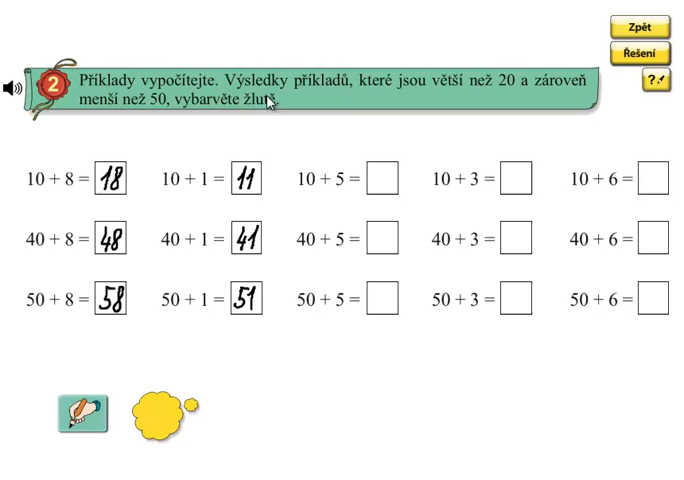 Zpět
Řešení
?
2
Příklady vypočítejte. Výsledky příkladů, které jsou větší než 20 a zároveň
menší než 50, vybarvěte žlutě.
10 + 8 = 18 10 + 1 = 11 10 + 5 = 10 + 3 = 10 + 6 =
40 + 8 = 48 40 + 1 = 41 40 + 5 = 40 + 3 = 40 + 6 =
50 + 8 = 58 50 + 1 = 51 50 + 5 = 50 + 3 = 50 + 6 =